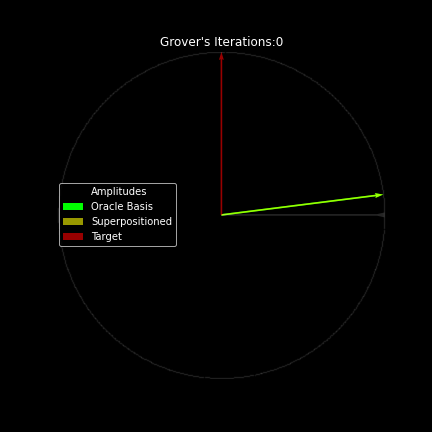 Grover's Iterations:0
Amplitudes
Oracle Basis
Superpositioned
Target